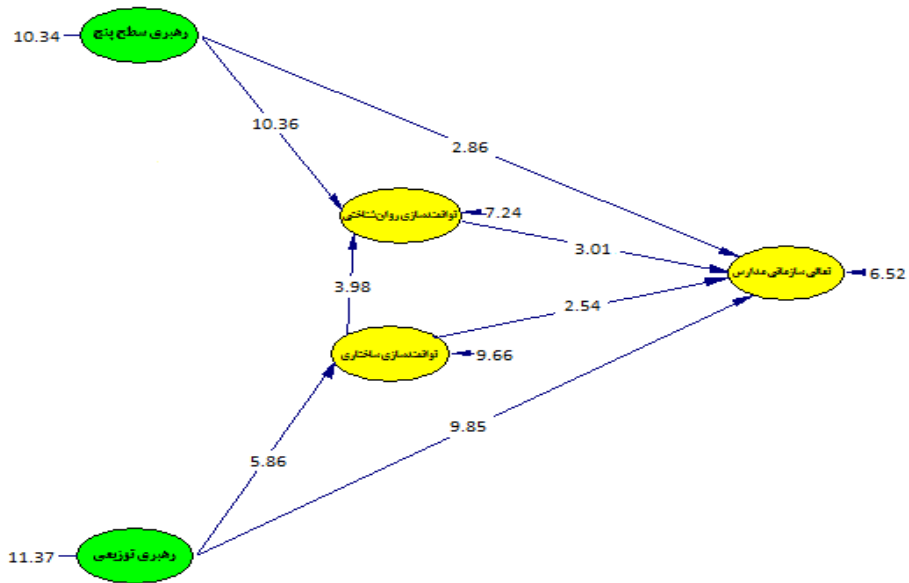 رهبری سطح پنج
10.34
10.36
2.86
توانمندسازی روان‌شناختی
7.24
3.01
تعالی سازمانی مدارس
6.52
3.98
2.54
توانمندسازی ساختاری
9.66
9.85
5.86
رهبری توزیعی
11.37